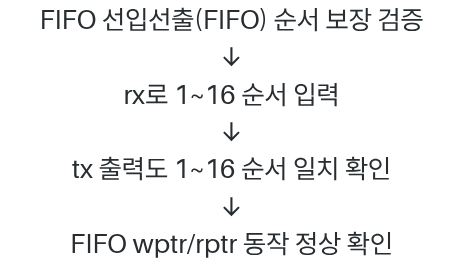 FIFO 선입선출(FIFO) 순서 보장 검증
↓
rx로 1~16 순서 입력
↓
tx 출력도 1~16 순서 일치 확인
↓
FIFO wptr/rptr 동작 정상 확인